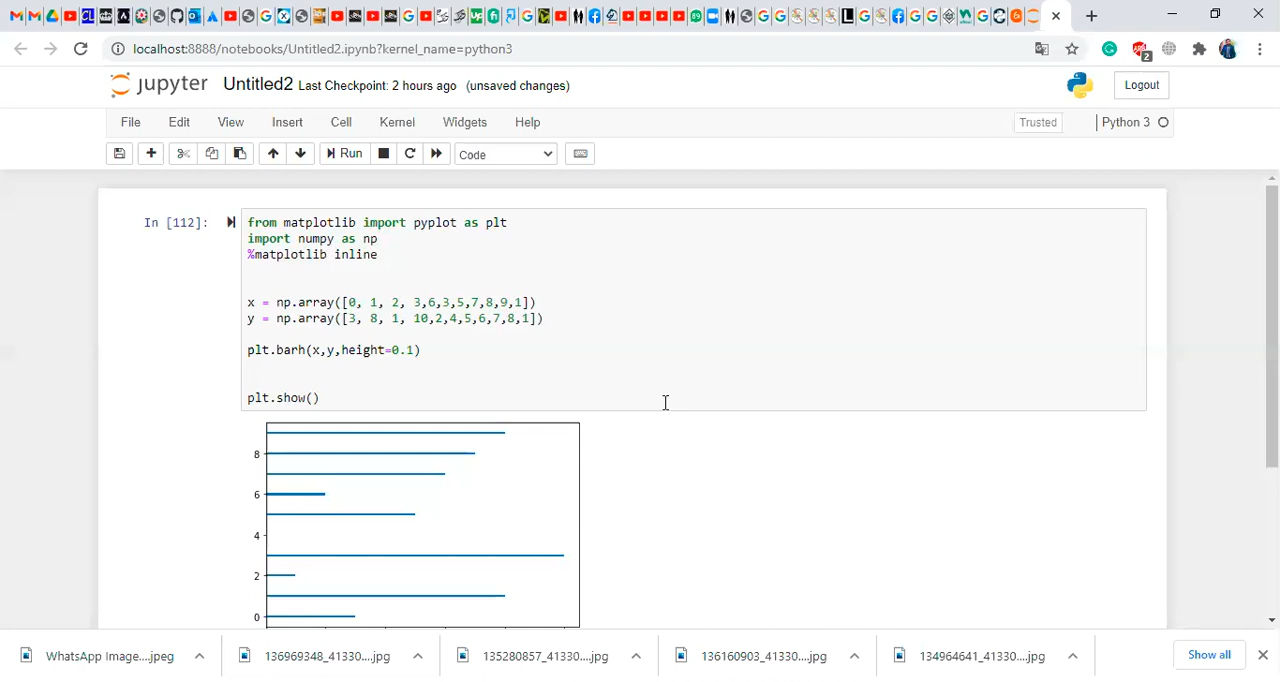 localhost:8888/notebooks/Untitled2.ipynb?kernel_name=python3
2
jupyter Untitled2 Last Checkpoint: 2 hours ago (unsaved changes) Logout
File Edit View Insert Cell Kernel Widgets Help Trusted Python 3
Run Code
In [112]: from matplotlib import pyplot as plt
import numpy as np
%matplotlib inline
x = np.array([0, 1, 2, 3,6,3,5,7,8,9,1])
y = np.array([3, 8, 1, 10,2,4,5,6,7,8,1])
plt.barh(x,y,height=0.1)
plt.show()
8
6
4
2
0
WhatsApp Image....jpeg 136969348_41330....jpg 135280857_41330....jpg 136160903_41330....jpg 134964641_41330....jpg Show all